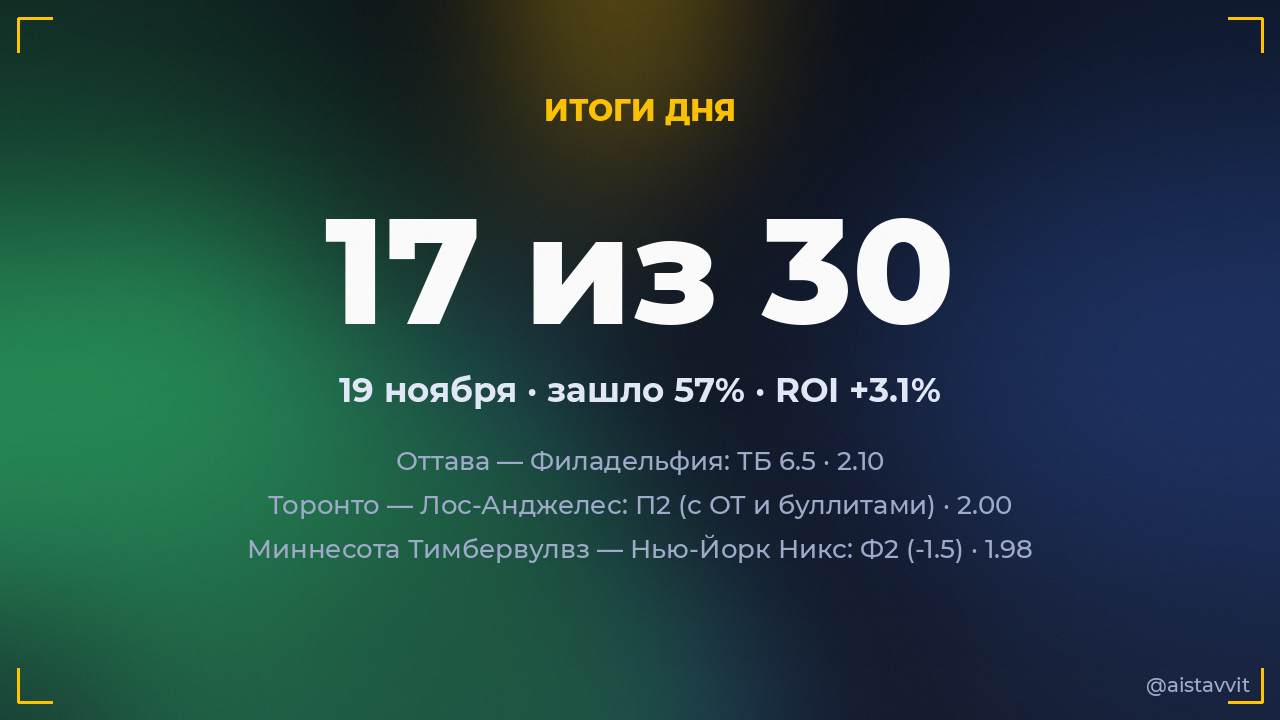 ИТОГИ ДНЯ
17 из 30
19 ноября · зашло 57% · ROI +3.1%
Оттава — Филадельфия: ТБ 6.5 · 2.10
Торонто — Лос-Анджелес: П2 (с ОТ и буллитами) · 2.00
Миннесота Тимбервулвз — Нью-Йорк Никс: Ф2 (-1.5) · 1.98
@aistavvit